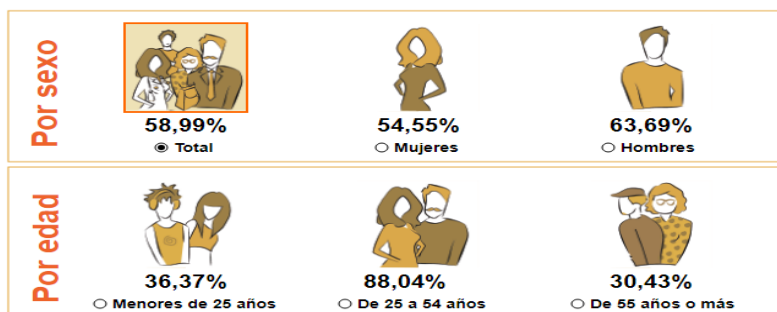 Por sexo
58,99%
Total
54,55%
Mujeres
63,69%
Hombres
Por edad
36,37%
Menores de 25 años
88,04%
De 25 a 54 años
30,43%
De 55 años o más